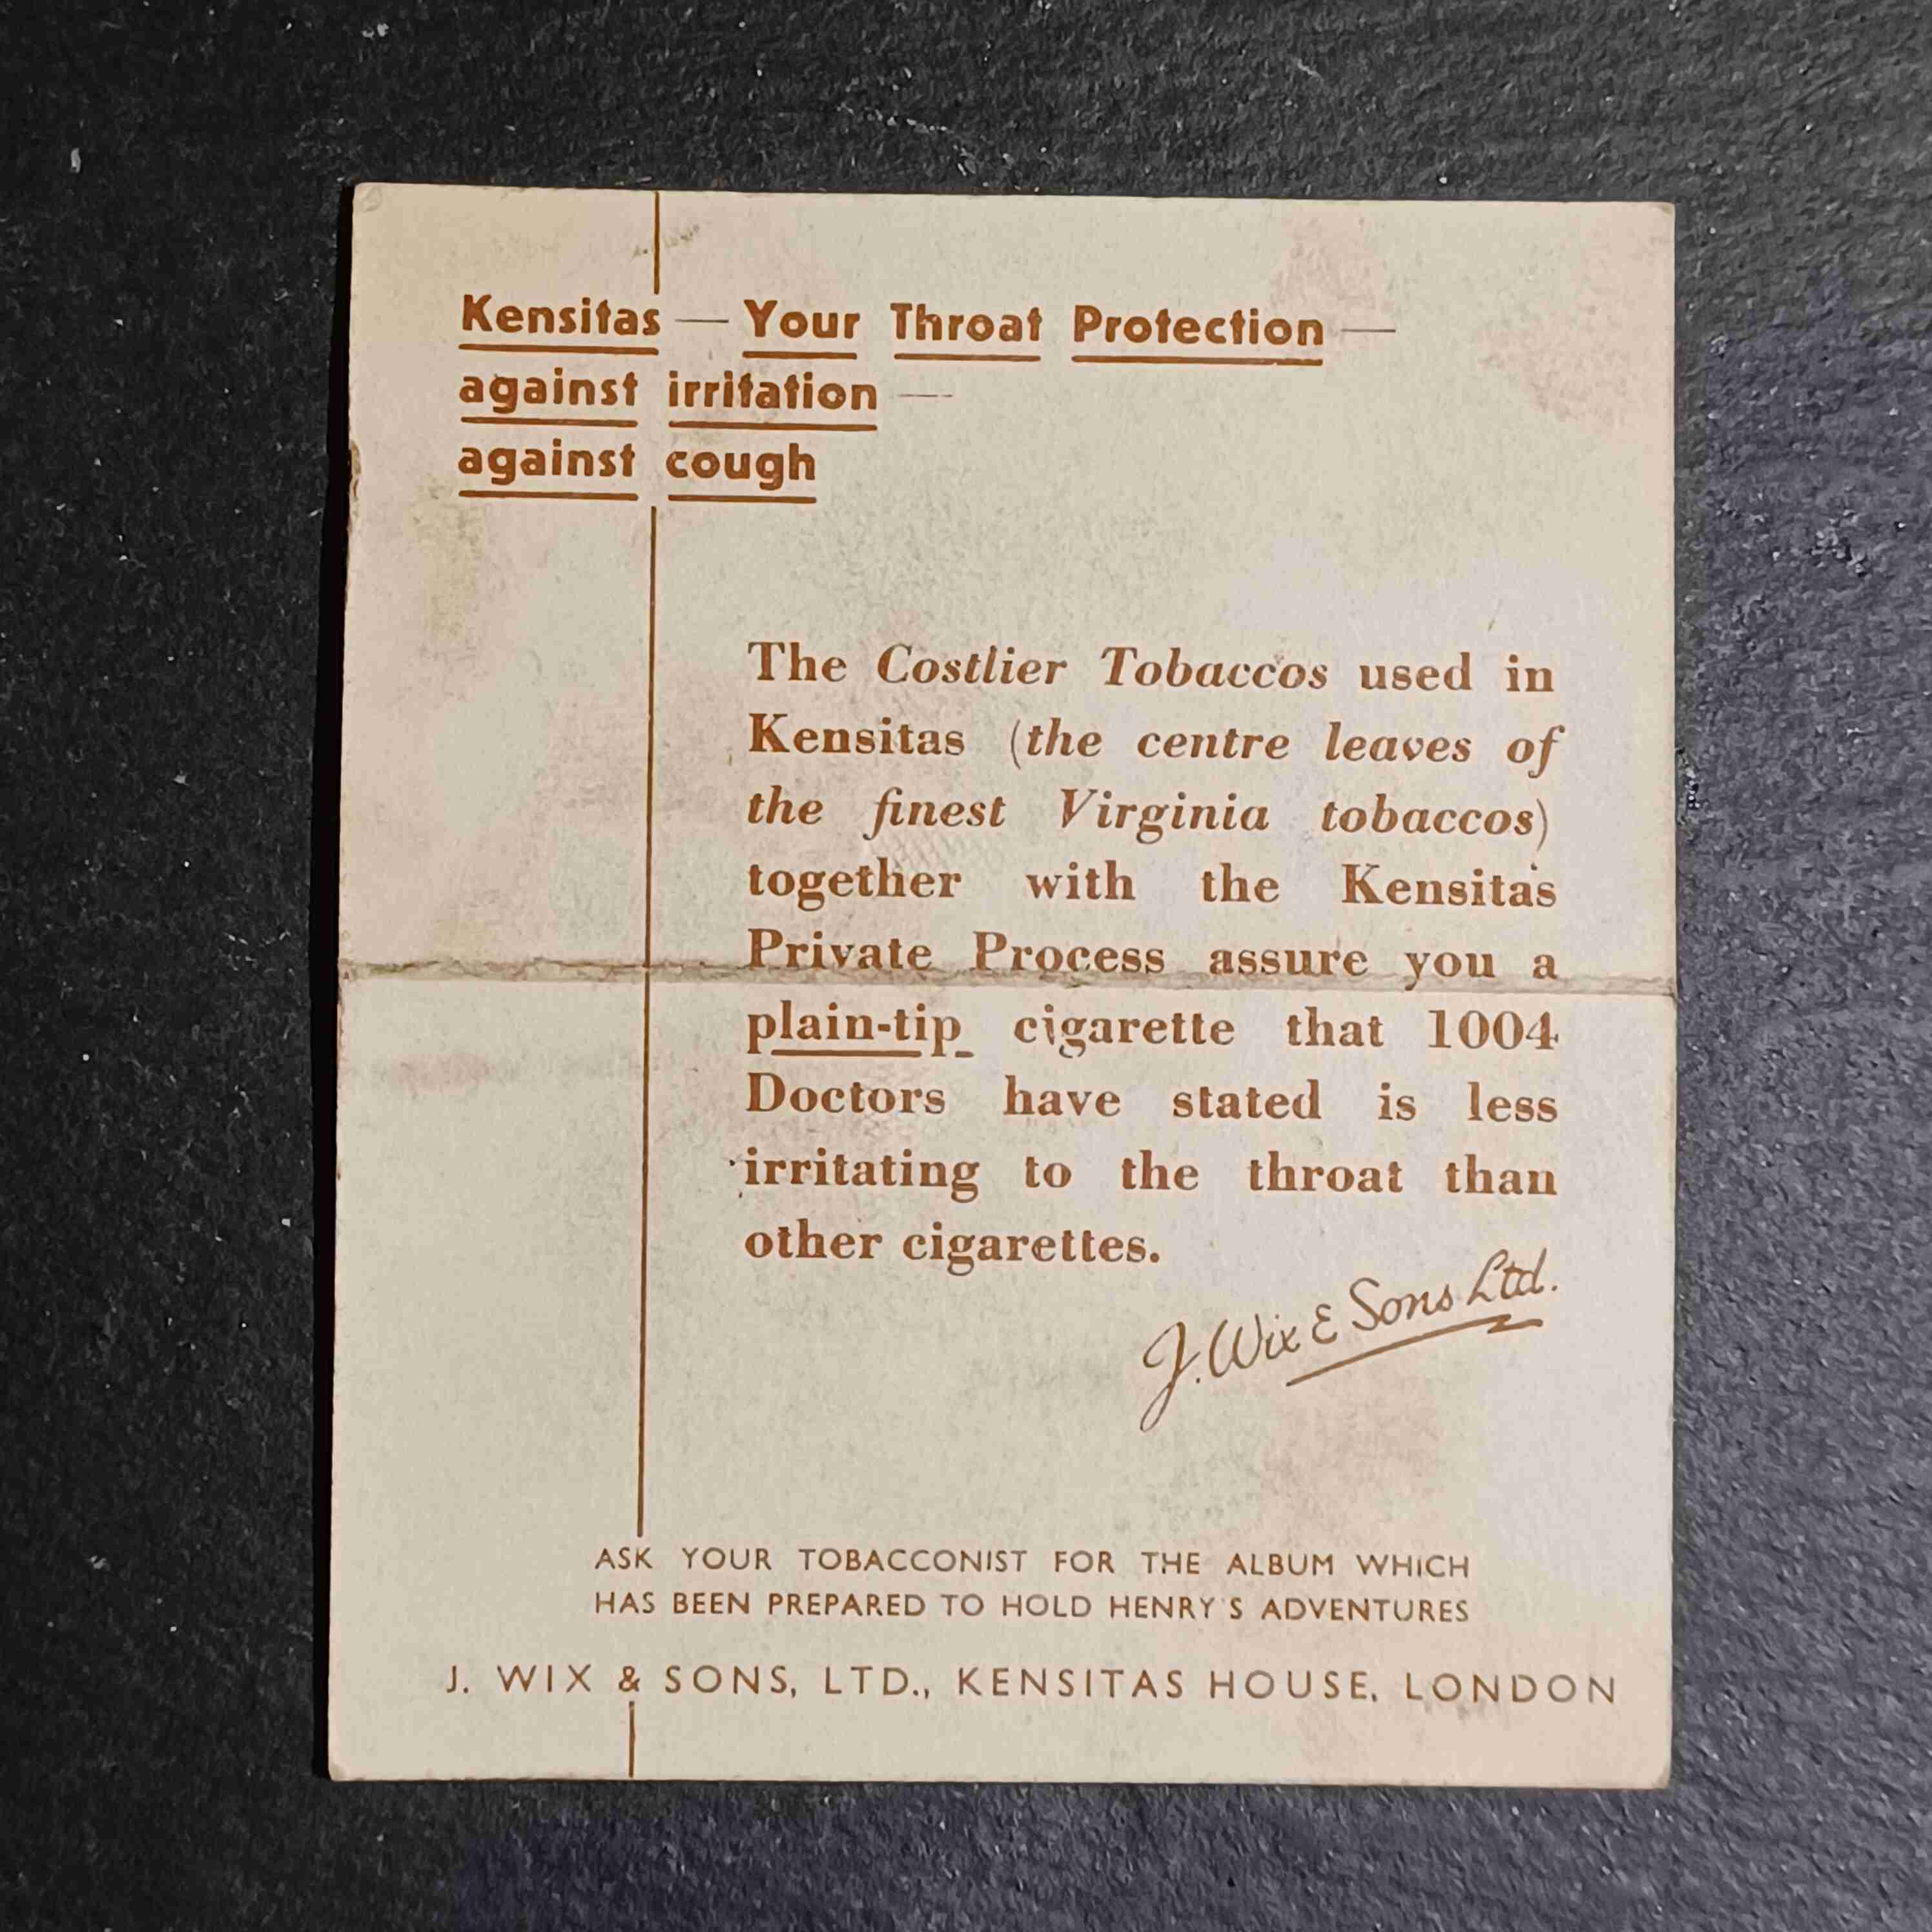 Kensitas — Your Throat Protection —
against irritation —
against cough
The Costlier Tobaccos used in
Kensitas (the centre leaves of
the finest Virginia tobaccos)
together with the Kensitas
Private Process assure you a
plain-tip cigarette that 1004
Doctors have stated is less
irritating to the throat than
other cigarettes.
J. Wix & Sons Ltd.
ASK YOUR TOBACCONIST FOR THE ALBUM WHICH
HAS BEEN PREPARED TO HOLD HENRY'S ADVENTURES
J. WIX & SONS, LTD., KENSITAS HOUSE, LONDON